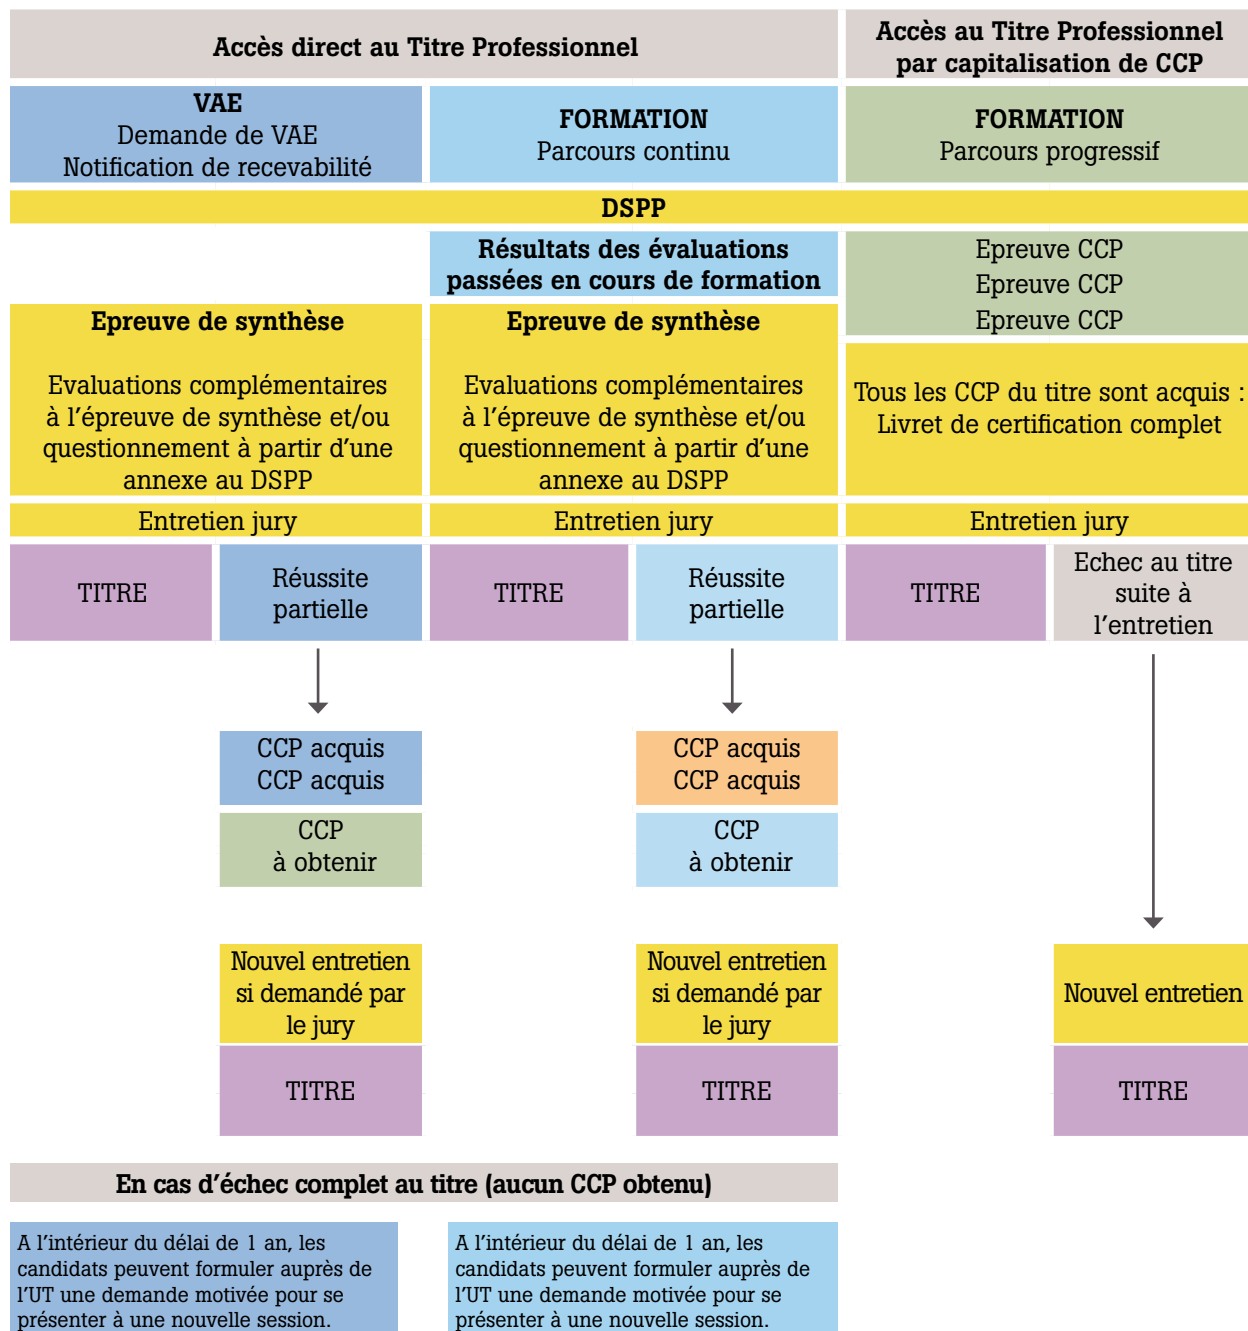 Accès direct au Titre Professionnel
Accès au Titre Professionnel
par capitalisation de CCP
VAE
Demande de VAE
Notification de recevabilité
FORMATION
Parcours continu
FORMATION
Parcours progressif
DSPP
Résultats des évaluations
passées en cours de formation
Epreuve CCP
Epreuve CCP
Epreuve CCP
Epreuve de synthèse
Evaluations complémentaires
à l’épreuve de synthèse et/ou
questionnement à partir d’une
annexe au DSPP
Epreuve de synthèse
Evaluations complémentaires
à l’épreuve de synthèse et/ou
questionnement à partir d’une
annexe au DSPP
Tous les CCP du titre sont acquis :
Livret de certification complet
Entretien jury
Entretien jury
Entretien jury
TITRE
Réussite
partielle
TITRE
Réussite
partielle
TITRE
Echec au titre
suite à
l’entretien
CCP acquis
CCP acquis
CCP acquis
CCP acquis
CCP
à obtenir
CCP
à obtenir
Nouvel entretien
si demandé par
le jury
Nouvel entretien
si demandé par
le jury
Nouvel entretien
TITRE
TITRE
TITRE
En cas d’échec complet au titre (aucun CCP obtenu)
A l’intérieur du délai de 1 an, les
candidats peuvent formuler auprès de
l’UT une demande motivée pour se
présenter à une nouvelle session.
A l’intérieur du délai de 1 an, les
candidats peuvent formuler auprès de
l’UT une demande motivée pour se
présenter à une nouvelle session.